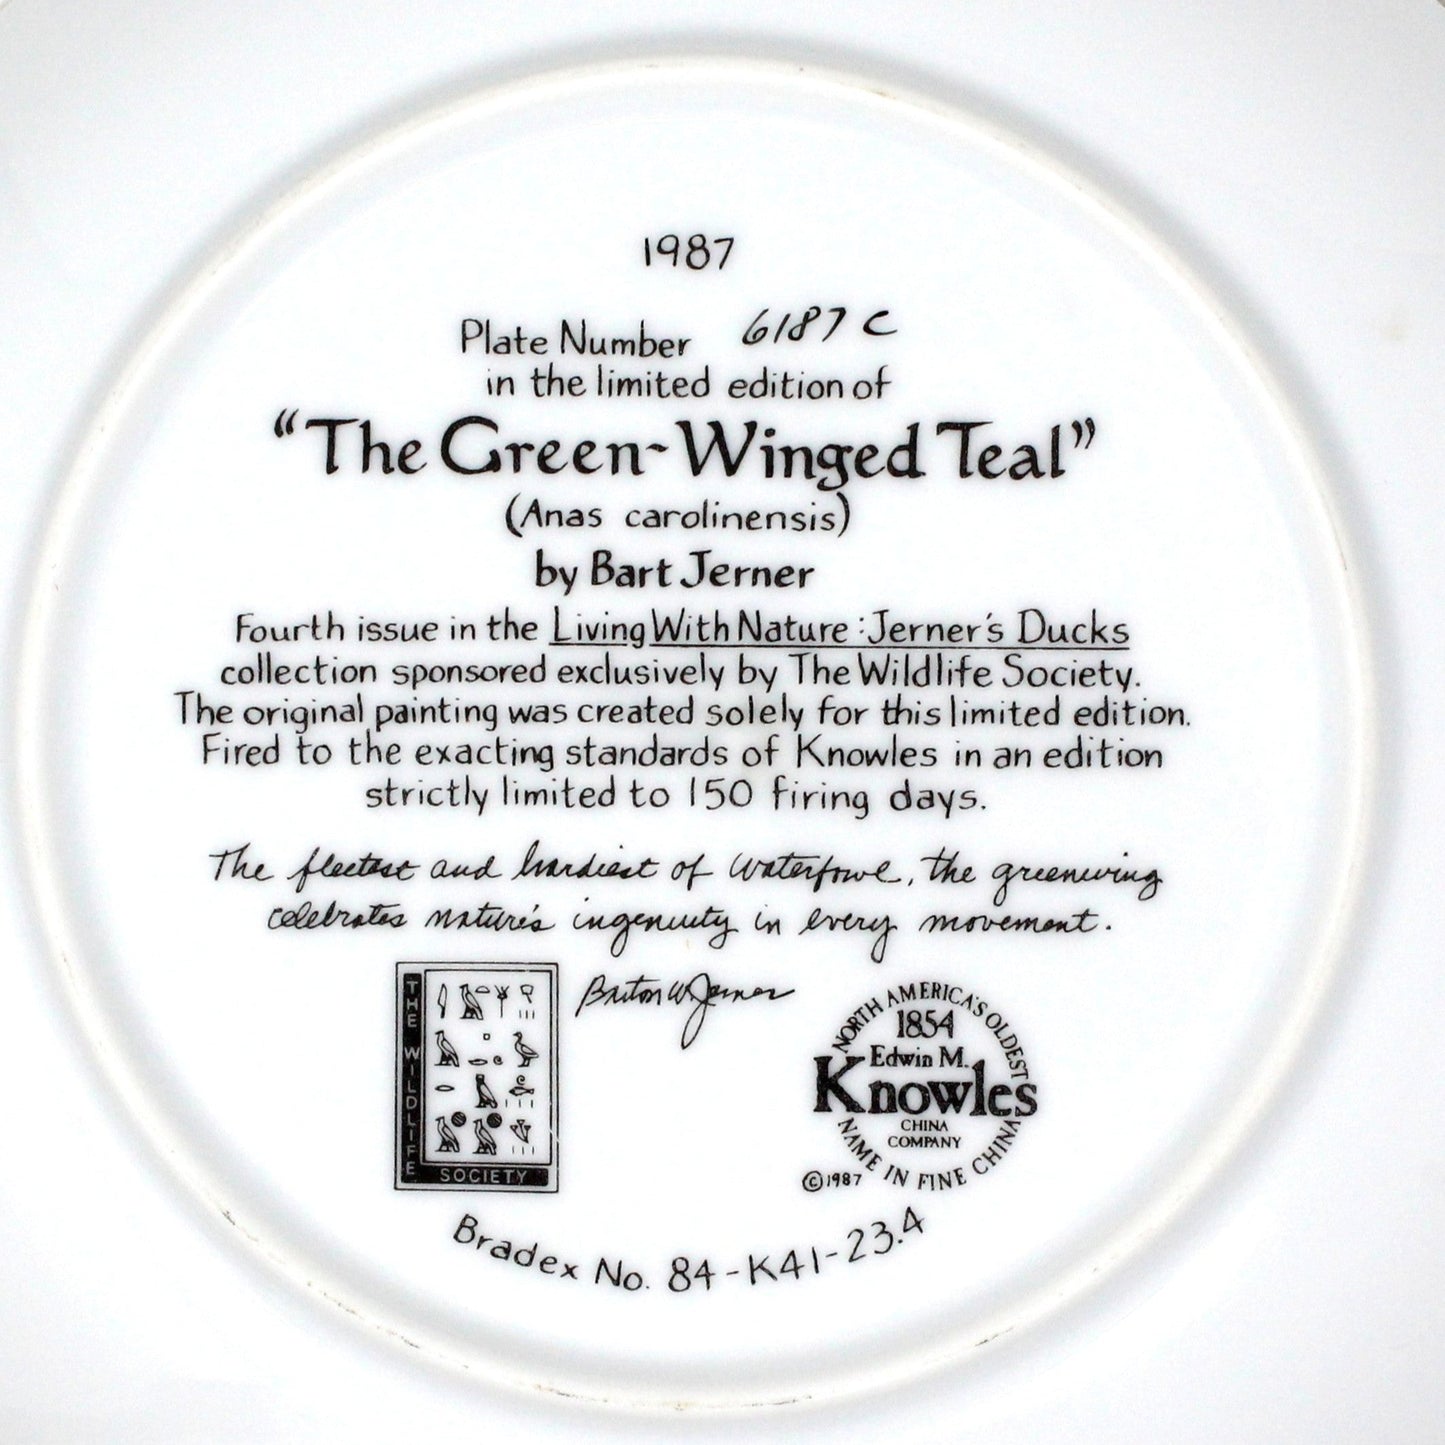 1987
Plate Number 6187 C
in the limited edition of
“The Green-Winged Teal”
(Anas carolinensis)
by Bart Jerner
Fourth issue in the Living With Nature: Jerner's Ducks
collection sponsored exclusively by The Wildlife Society.
The original painting was created solely for this limited edition.
Fired to the exacting standards of Knowles in an edition
strictly limited to 150 firing days.
The fleetest and hardiest of waterfowl, the greenwing
celebrates nature's ingenuity in every movement.
Barton W. Jerner
THE WILDLIFE
SOCIETY
NORTH AMERICA'S OLDEST
1854
Edwin M.
Knowles
CHINA
COMPANY
NAME IN FINE CHINA
©1987
Bradex No. 84-K41-23.4